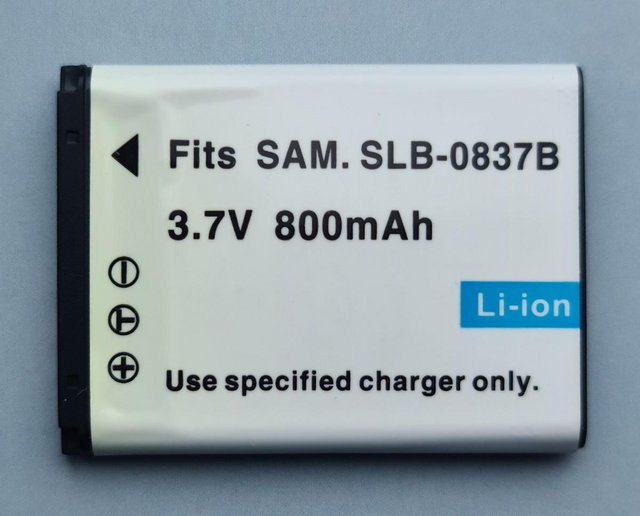 Fits SAM. SLB-0837B
3.7V 800mAh
T
Li-ion
Use specified charger only.